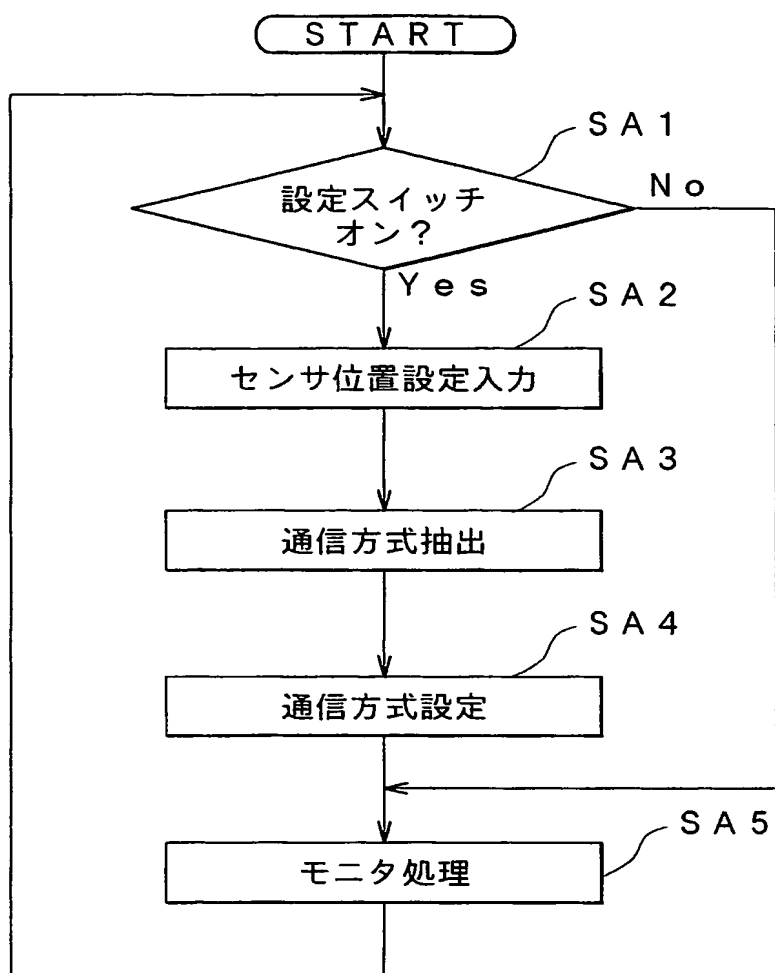 START
SA1
設定スイッチ
オン?
No
Yes
SA2
センサ位置設定入力
SA3
通信方式抽出
SA4
通信方式設定
SA5
モニタ処理